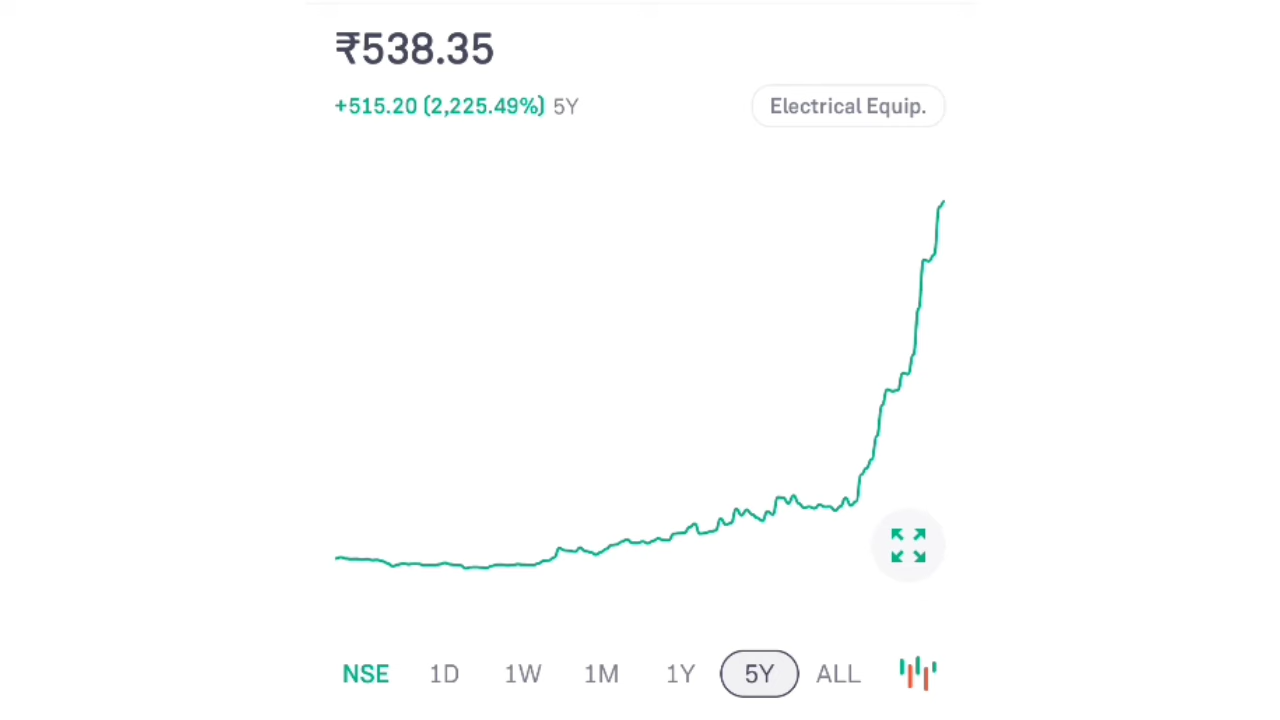 ₹538.35
+515.20 (2,225.49%) 5Y
Electrical Equip.
NSE 1D 1W 1M 1Y 5Y ALL